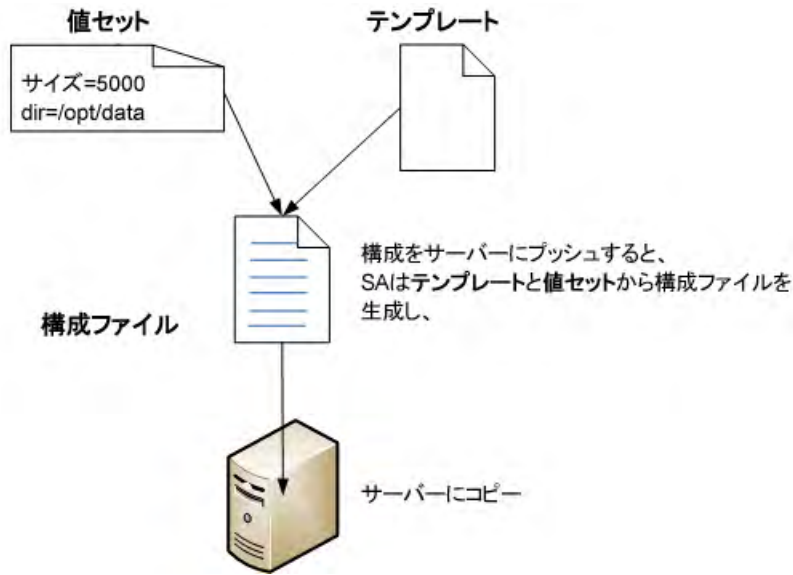 値セット
テンプレート
サイズ=5000
dir=/opt/data
構成をサーバーにプッシュすると、
SAはテンプレートと値セットから構成ファイルを
生成し、
構成ファイル
サーバーにコピー